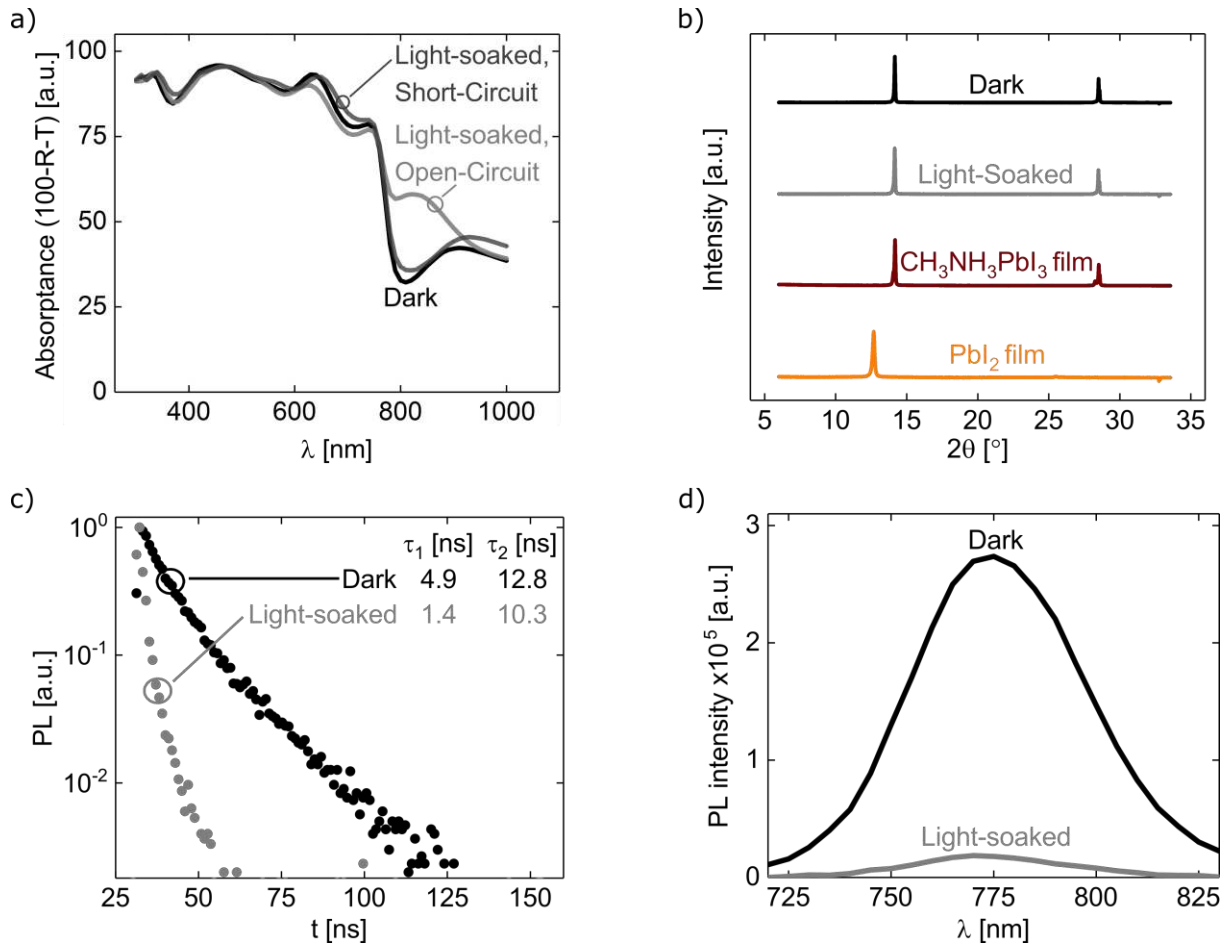 a)
Absorptance (100-R-T) [a.u.]
100
75
50
25
0
Light-soaked,
Short-Circuit
Light-soaked,
Open-Circuit
Dark
400
600
800
1000
λ [nm]
b)
Intensity [a.u.]
Dark
Light-Soaked
CH₃NH₃PbI₃ film
PbI₂ film
5
10
15
20
25
30
35
2θ [°]
c)
PL [a.u.]
10⁰
10⁻¹
10⁻²
τ₁ [ns] τ₂ [ns]
Dark 4.9 12.8
Light-soaked 1.4 10.3
25
50
75
100
125
150
t [ns]
d)
PL intensity x10⁵ [a.u.]
3
2
1
0
Dark
Light-soaked
725
750
775
800
825
λ [nm]